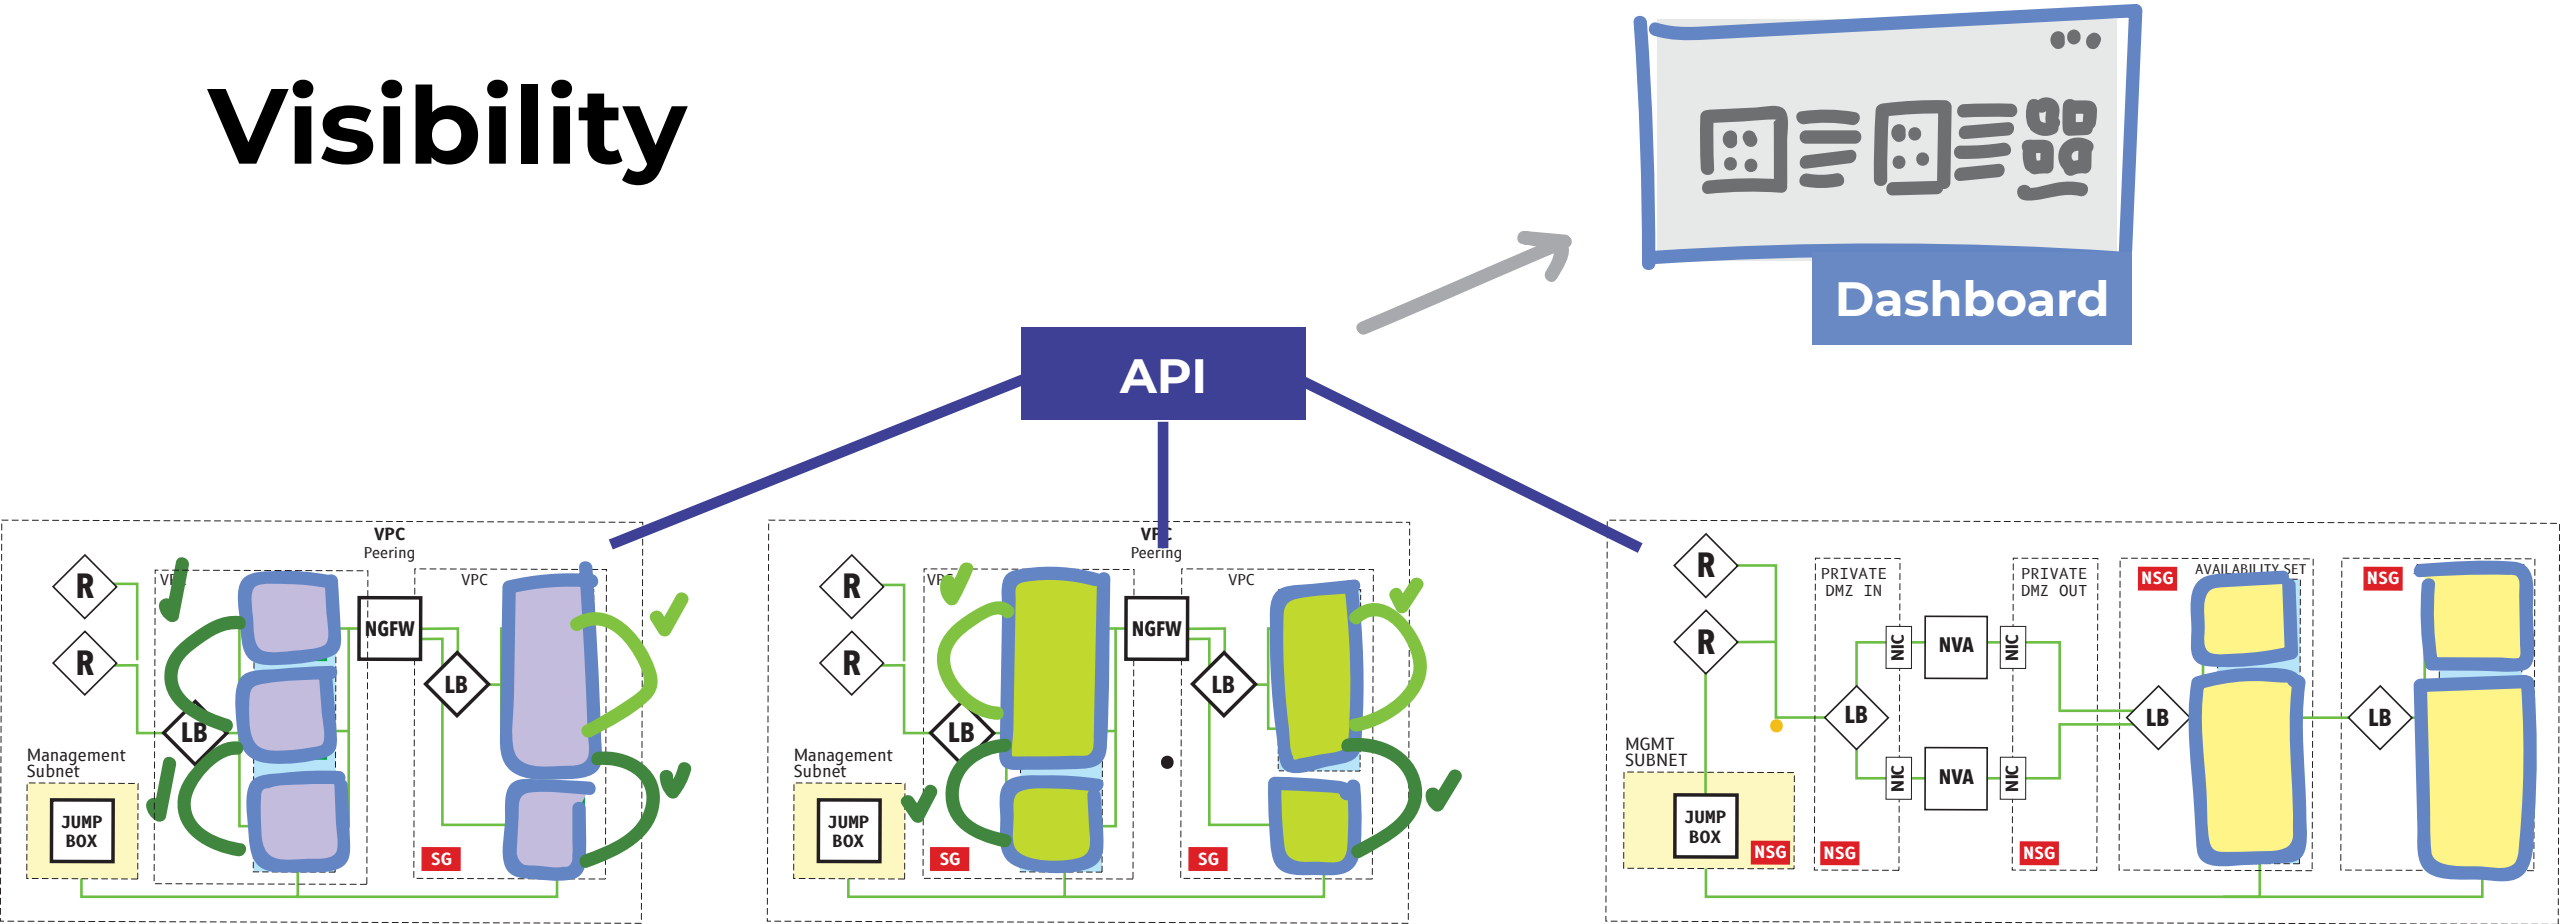 Visibility
Dashboard
API
VPC
Peering
R
R
LB
NGFW
VPC
LB
Management
Subnet
JUMP
BOX
SG
VPC
Peering
R
R
LB
NGFW
VPC
LB
Management
Subnet
JUMP
BOX
SG
SG
R
R
MGMT
SUBNET
JUMP
BOX
NSG
PRIVATE
DMZ IN
LB
NIC
NIC
NSG
NVA
NVA
PRIVATE
DMZ OUT
NIC
NIC
NSG
NSG
AVAILABILITY SET
LB
NSG
LB